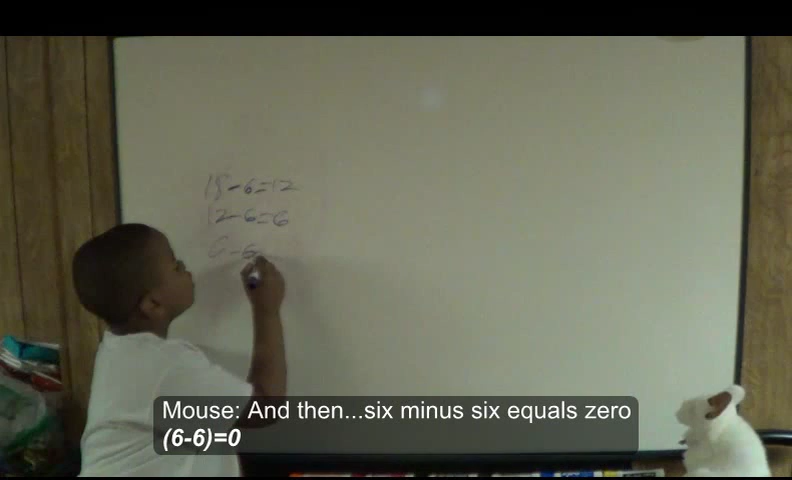 18-6=12
12-6=6
6-6
Mouse: And then...six minus six equals zero
(6-6)=0